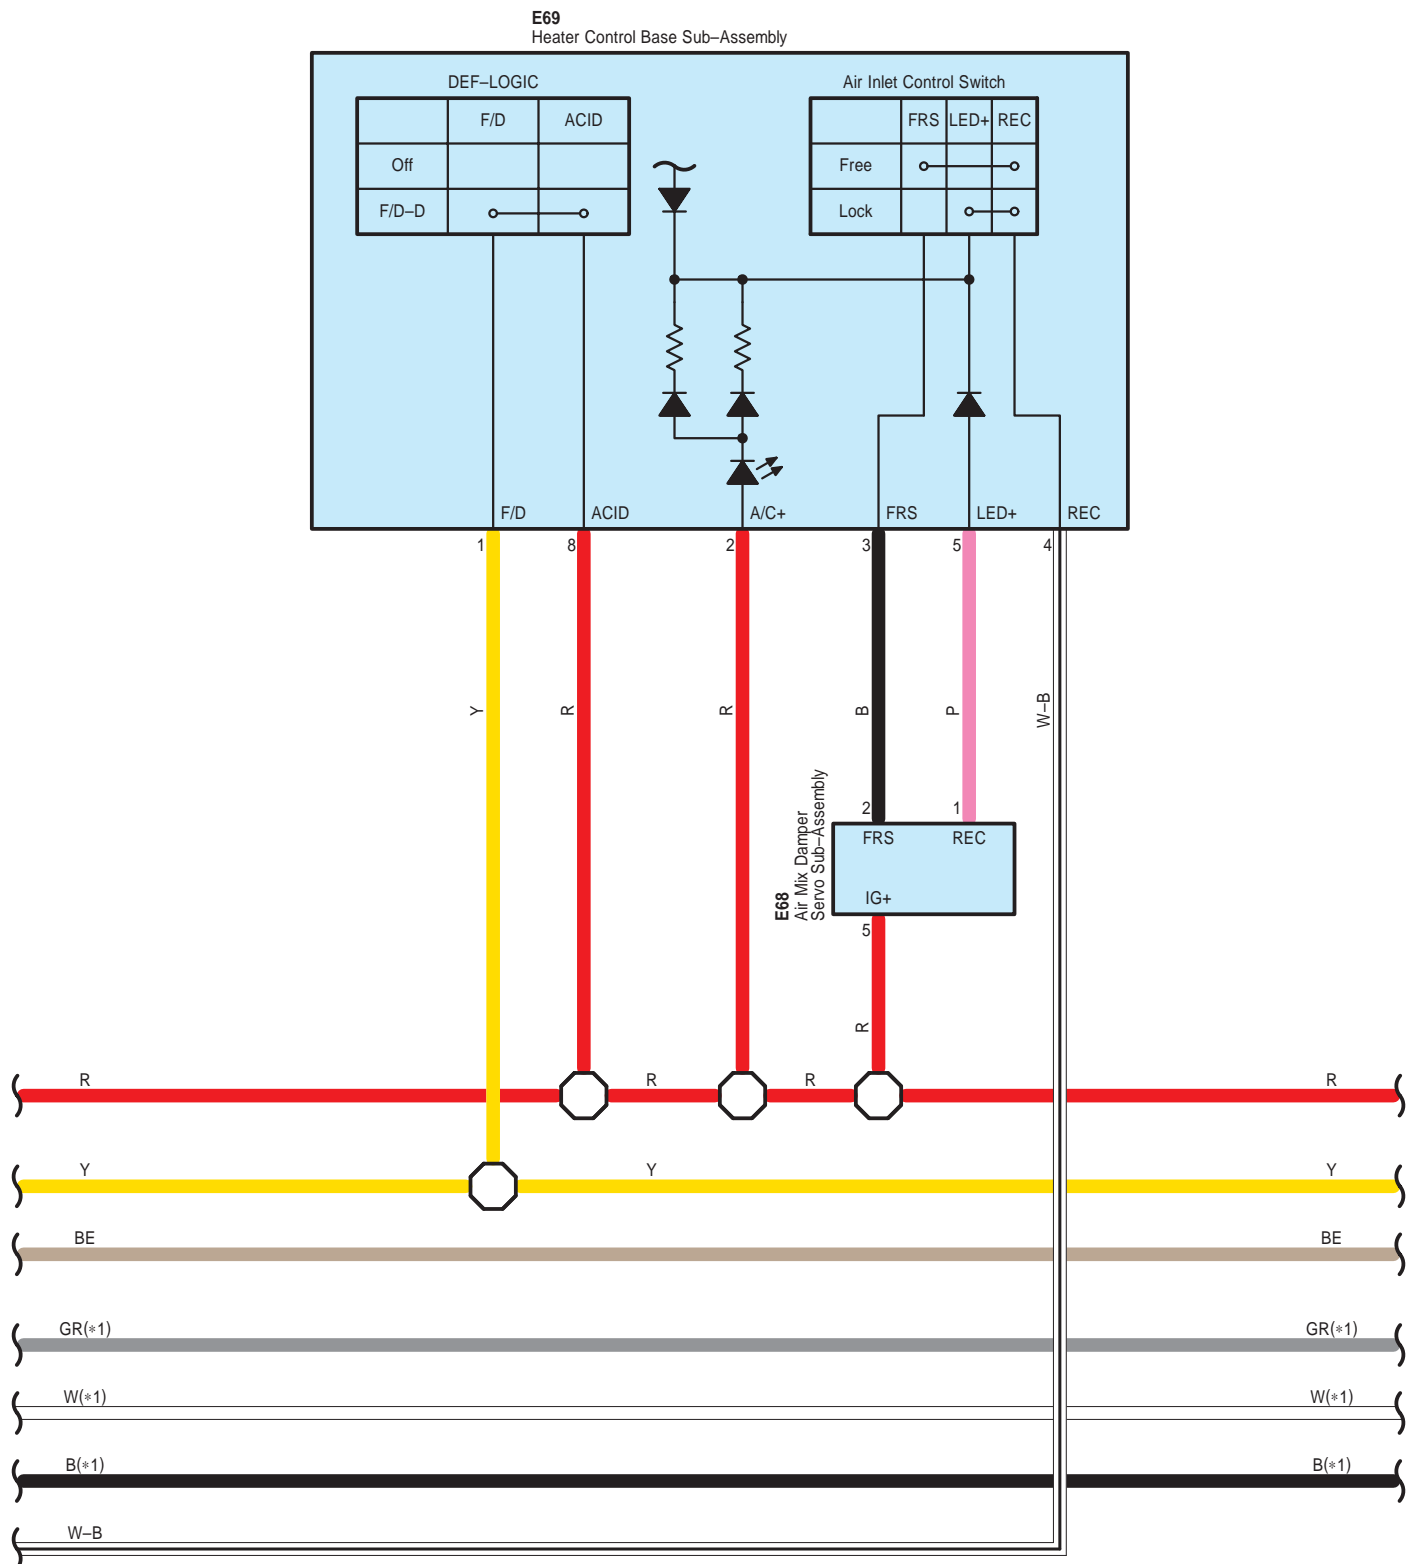 E69
Heater Control Base Sub–Assembly
DEF–LOGIC
F/D ACID
Off
F/D–D
Air Inlet Control Switch
FRS LED+ REC
Free
Lock
F/D ACID A/C+ FRS LED+ REC
1 8 2 3 5 4
Y R R B P W–B
E68
Air Mix Damper
Servo Sub–Assembly
2 1
FRS REC
IG+
5
R
R R R R
Y Y Y
BE BE
GR(*1) GR(*1)
W(*1) W(*1)
B(*1) B(*1)
W–B